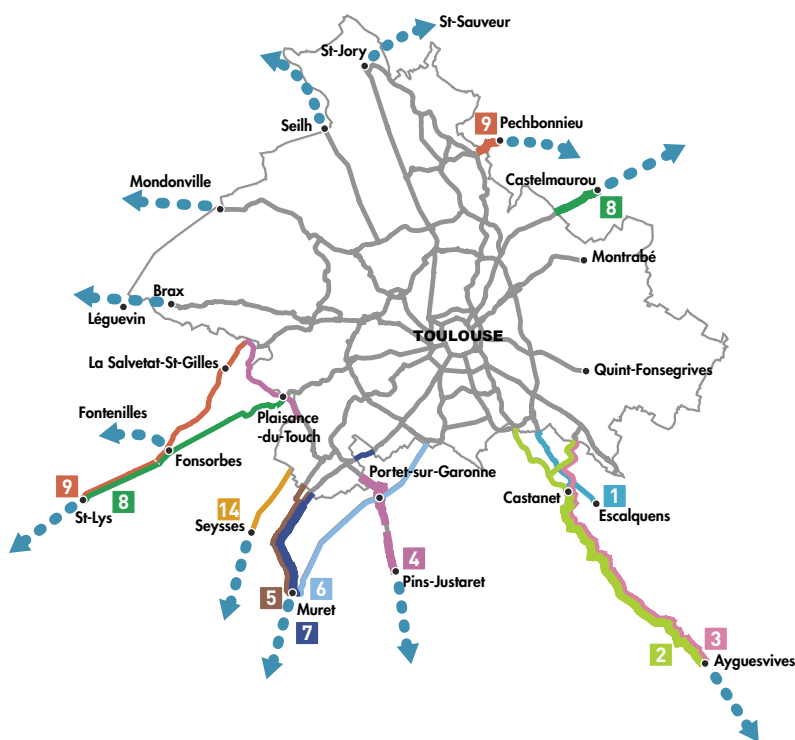 St-Sauveur
St-Jory
9 Pechbonnieu
Seilh
Castelmaurou
Mondonville
8
Montrabé
Brax
Léguevin
TOULOUSE
La Salvetat-St-Gilles
Quint-Fonsegrives
Fontenilles
Plaisance
-du-Touch
Fonsorbes
Portet-sur-Garonne
9
8
St-Lys
14
Seysses
Castanet
1
Escalquens
4
Pins-Justaret
5
6
Muret
7
3
2
Ayguesvives